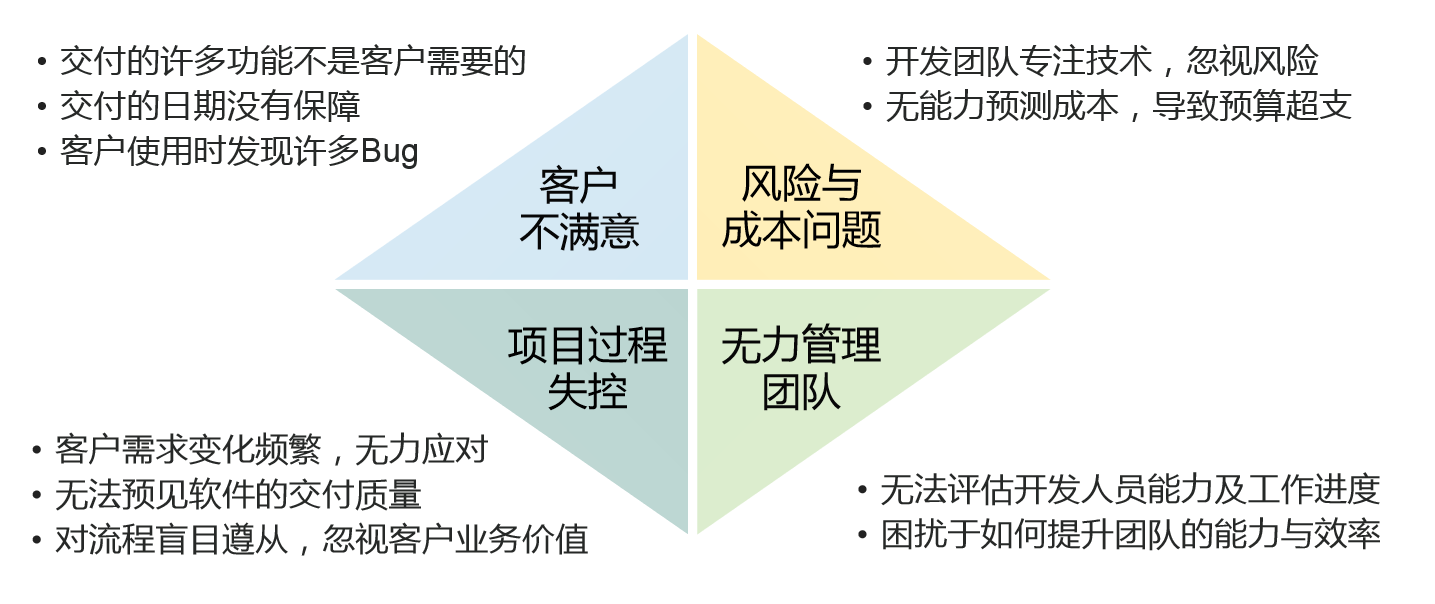 • 交付的许多功能不是客户需要的
• 交付的日期没有保障
• 客户使用时发现许多Bug
客户
不满意
• 开发团队专注技术，忽视风险
• 无能力预测成本，导致预算超支
风险与
成本问题
项目过程
失控
• 客户需求变化频繁，无力应对
• 无法预见软件的交付质量
• 对流程盲目遵从，忽视客户业务价值
无力管理
团队
• 无法评估开发人员能力及工作进度
• 困扰于如何提升团队的能力与效率